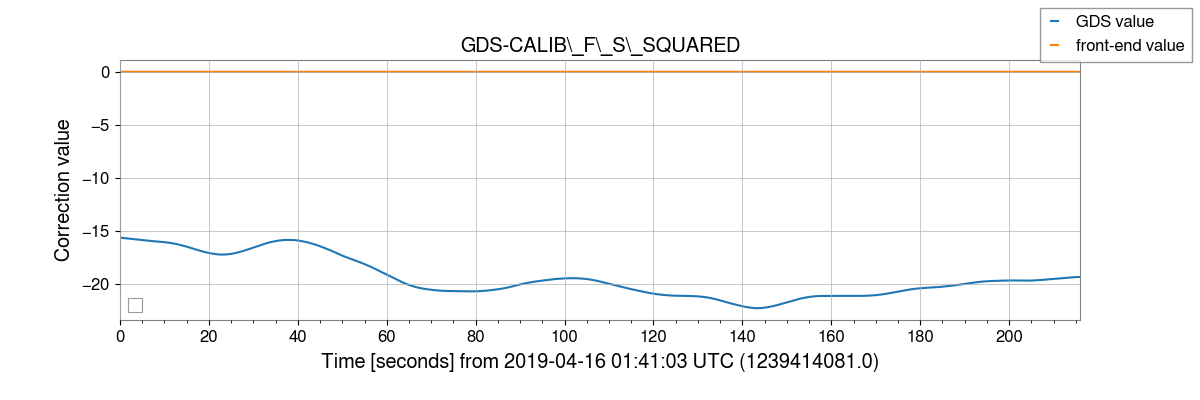 GDS value
front-end value
GDS-CALIB\_F\_S\_SQUARED
Correction value
0
−5
−10
−15
−20
0 20 40 60 80 100 120 140 160 180 200
Time [seconds] from 2019-04-16 01:41:03 UTC (1239414081.0)